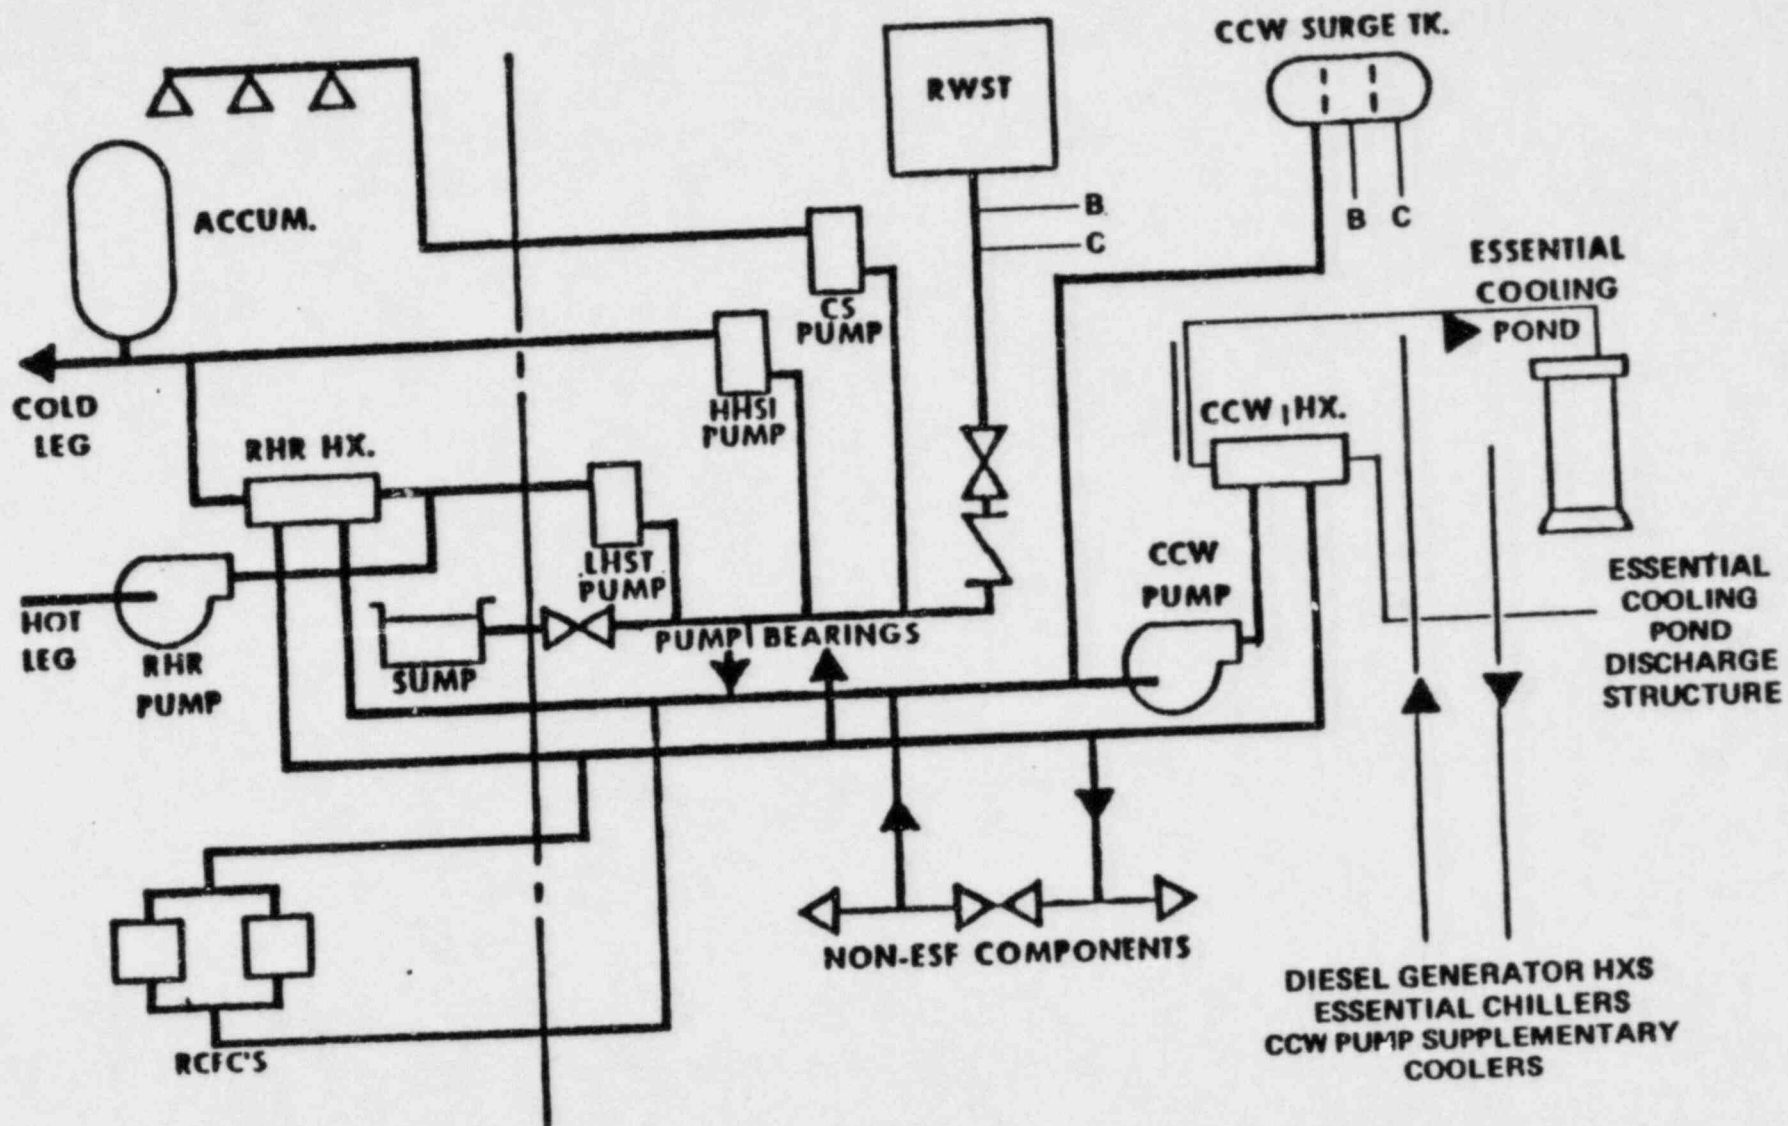 CCW SURGE TK.
RWST
ACCUM.
B
C
B C
ESSENTIAL
COOLING
POND
CS
PUMP
COLD
LEG
HHSI
PUMP
CCW HX.
RHR HX.
LHST
PUMP
CCW
PUMP
HOT
LEG
RHR
PUMP
SUMP
PUMP BEARINGS
ESSENTIAL
COOLING
POND
DISCHARGE
STRUCTURE
NON-ESF COMPONENTS
RCFC'S
DIESEL GENERATOR HXS
ESSENTIAL CHILLERS
CCW PUMP SUPPLEMENTARY
COOLERS